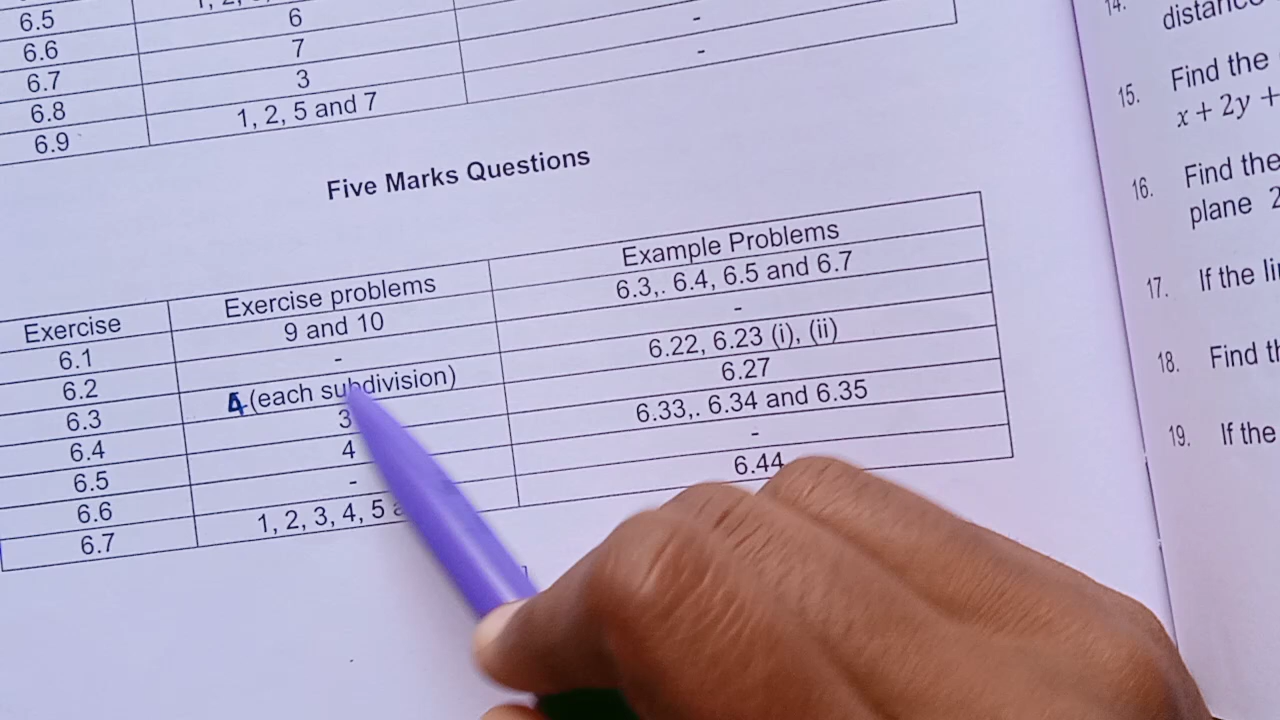 6.5
6.6 6
6.7 7 -
6.8 3 -
6.9 1, 2, 5 and 7
Five Marks Questions
Exercise Exercise problems Example Problems
6.1 9 and 10 6.3,. 6.4, 6.5 and 6.7
6.2 - -
6.3 4 (each subdivision) 6.22, 6.23 (i), (ii)
6.4 3 6.27
6.5 4 6.33,. 6.34 and 6.35
6.6 - -
6.7 1, 2, 3, 4, 5 6.44
14.
distance
15. Find the
x + 2y +
16. Find the
plane 2
17. If the
18. Find
19. If the